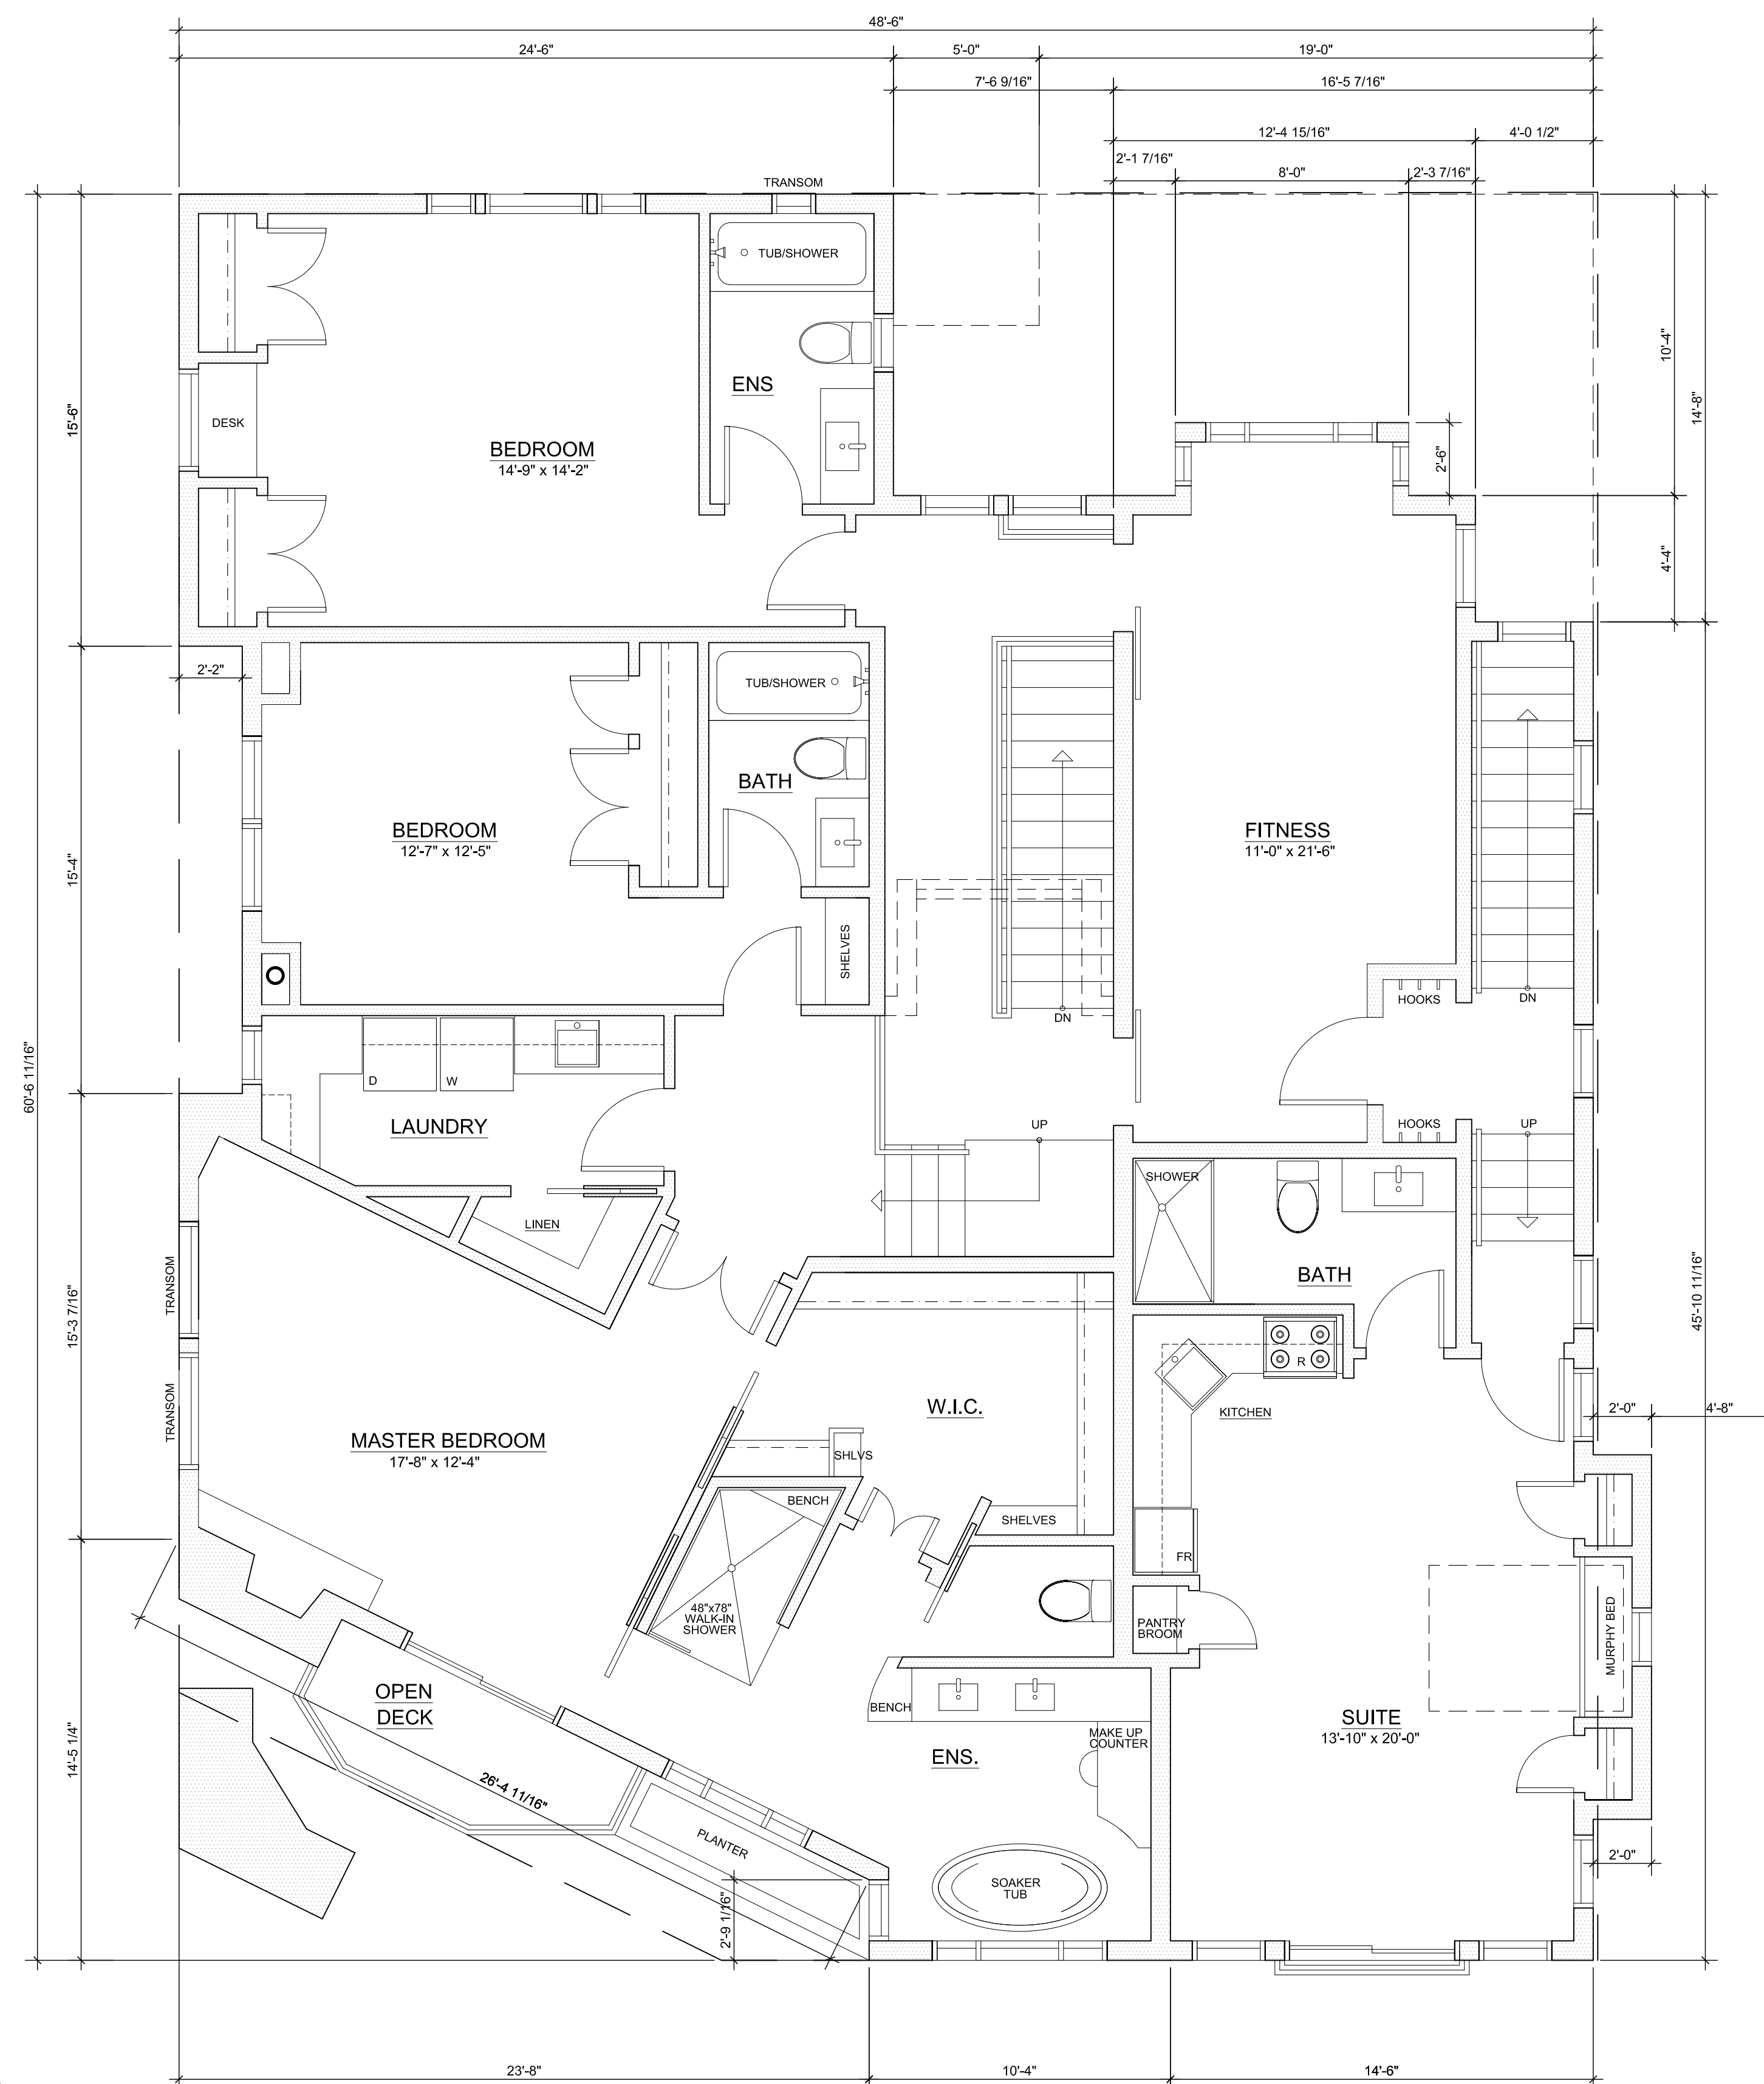 48'-6"
24'-6"
5'-0"
19'-0"
7'-6 9/16"
16'-5 7/16"
12'-4 15/16"
4'-0 1/2"
2'-1 7/16"
8'-0"
2'-3 7/16"
TRANSOM
TUB/SHOWER
ENS
DESK
BEDROOM
14'-9" x 14'-2"
15'-6"
10'-4"
14'-8"
2'-6"
4'-4"
2'-2"
TUB/SHOWER
BATH
BEDROOM
12'-7" x 12'-5"
15'-4"
FITNESS
11'-0" x 21'-6"
SHELVES
HOOKS
DN
DN
60'-6 11/16"
D
W
LAUNDRY
UP
HOOKS
UP
SHOWER
LINEN
BATH
TRANSOM
15'-3 7/16"
45'-10 11/16"
R
KITCHEN
W.I.C.
TRANSOM
2'-0"
4'-8"
MASTER BEDROOM
17'-8" x 12'-4"
SHLVS
BENCH
SHELVES
FR
48"x78"
WALK-IN
SHOWER
PANTRY
BROOM
MURPHY BED
OPEN
DECK
BENCH
SUITE
13'-10" x 20'-0"
MAKE UP
COUNTER
ENS.
14'-5 1/4"
26'-4 11/16"
PLANTER
2'-0"
SOAKER
TUB
2'-9 1/16"
23'-8"
10'-4"
14'-6"